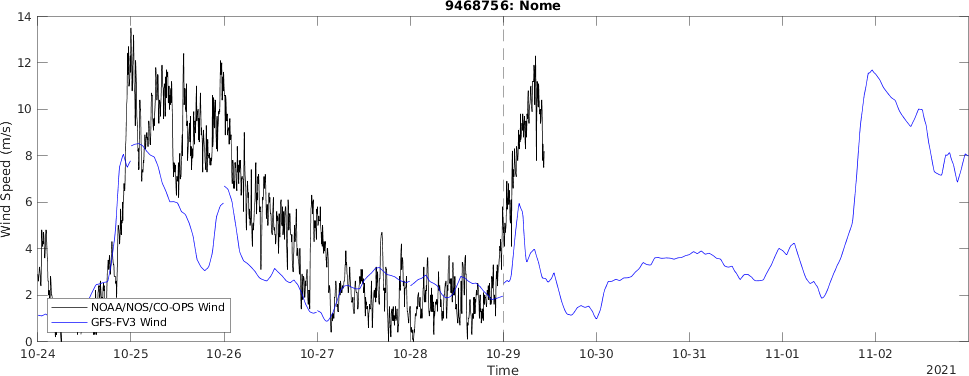 9468756: Nome
Wind Speed (m/s)
14
12
10
8
6
4
2
0
NOAA/NOS/CO-OPS Wind
GFS-FV3 Wind
10-24 10-25 10-26 10-27 10-28 10-29 10-30 10-31 11-01 11-02
Time
2021